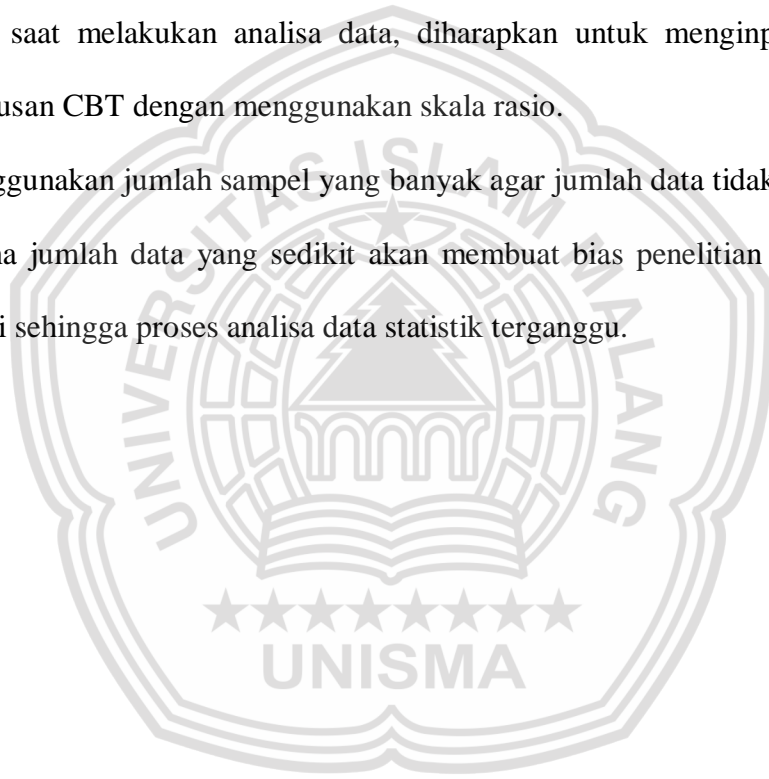 saat melakukan analisa data, diharapkan untuk menginp
usan CBT dengan menggunakan skala rasio.
ggunakan jumlah sampel yang banyak agar jumlah data tidak
na jumlah data yang sedikit akan membuat bias penelitian
i sehingga proses analisa data statistik terganggu.
UNIVERSITAS ISLAM MALANG
UNISMA